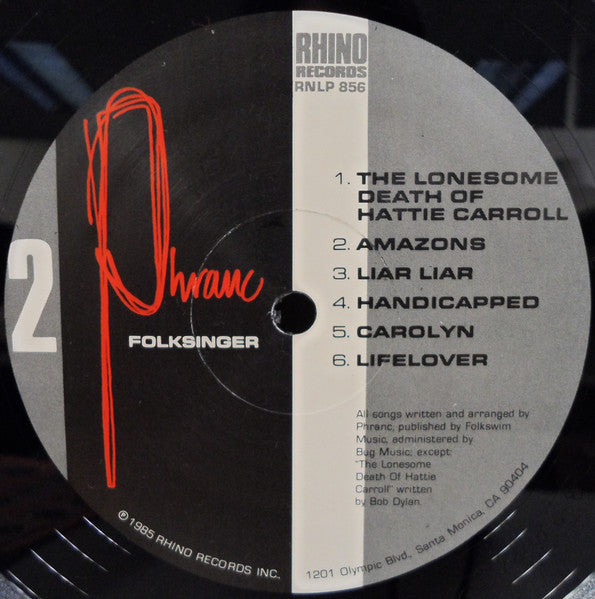 RHINO
RECORDS
RNLP 856
2
Phranc
FOLKSINGER
1. THE LONESOME
DEATH OF
HATTIE CARROLL
2. AMAZONS
3. LIAR LIAR
4. HANDICAPPED
5. CAROLYN
6. LIFELOVER
All songs written and arranged by
Phranc, published by Folkswim
Music, administered by
Bug Music; except:
"The Lonesome
Death Of Hattie
Carroll" written
by Bob Dylan.
℗1985 RHINO RECORDS INC.
1201 Olympic Blvd., Santa Monica, CA 90404